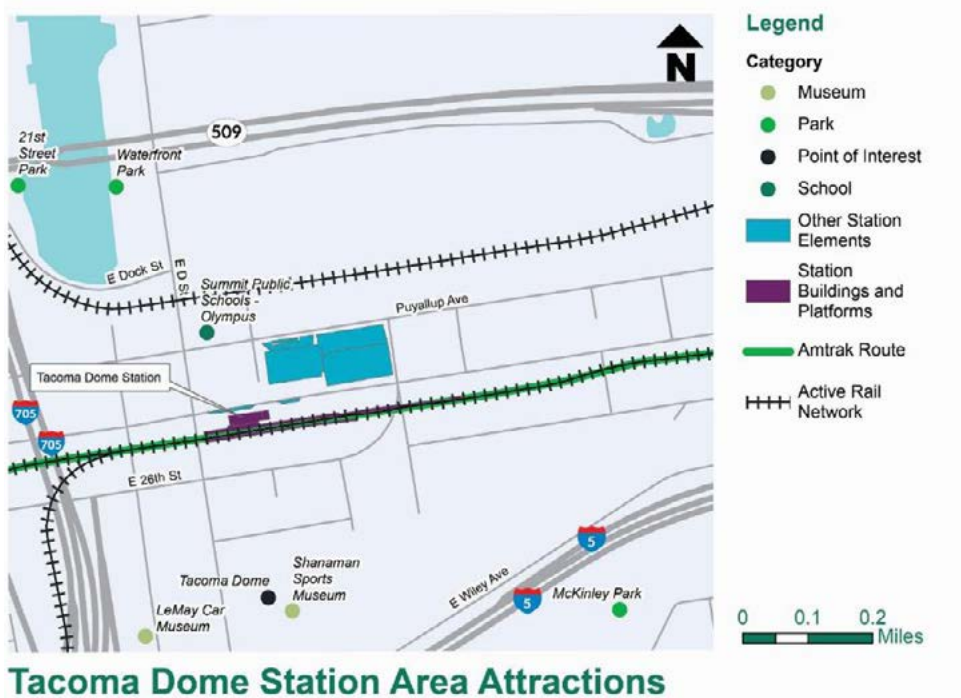 Legend
Category
Museum
Park
Point of Interest
School
Other Station
Elements
Station
Buildings and
Platforms
Amtrak Route
Active Rail
Network
N
509
21st
Street
Park
Waterfront
Park
E Dock St
E D St
Summit Public
Schools -
Olympus
Puyallup Ave
Tacoma Dome Station
705
705
E 26th St
5
5
E Wiley Ave
Tacoma Dome
Shanaman
Sports
Museum
LeMay Car
Museum
McKinley Park
0 0.1 0.2
Miles
Tacoma Dome Station Area Attractions